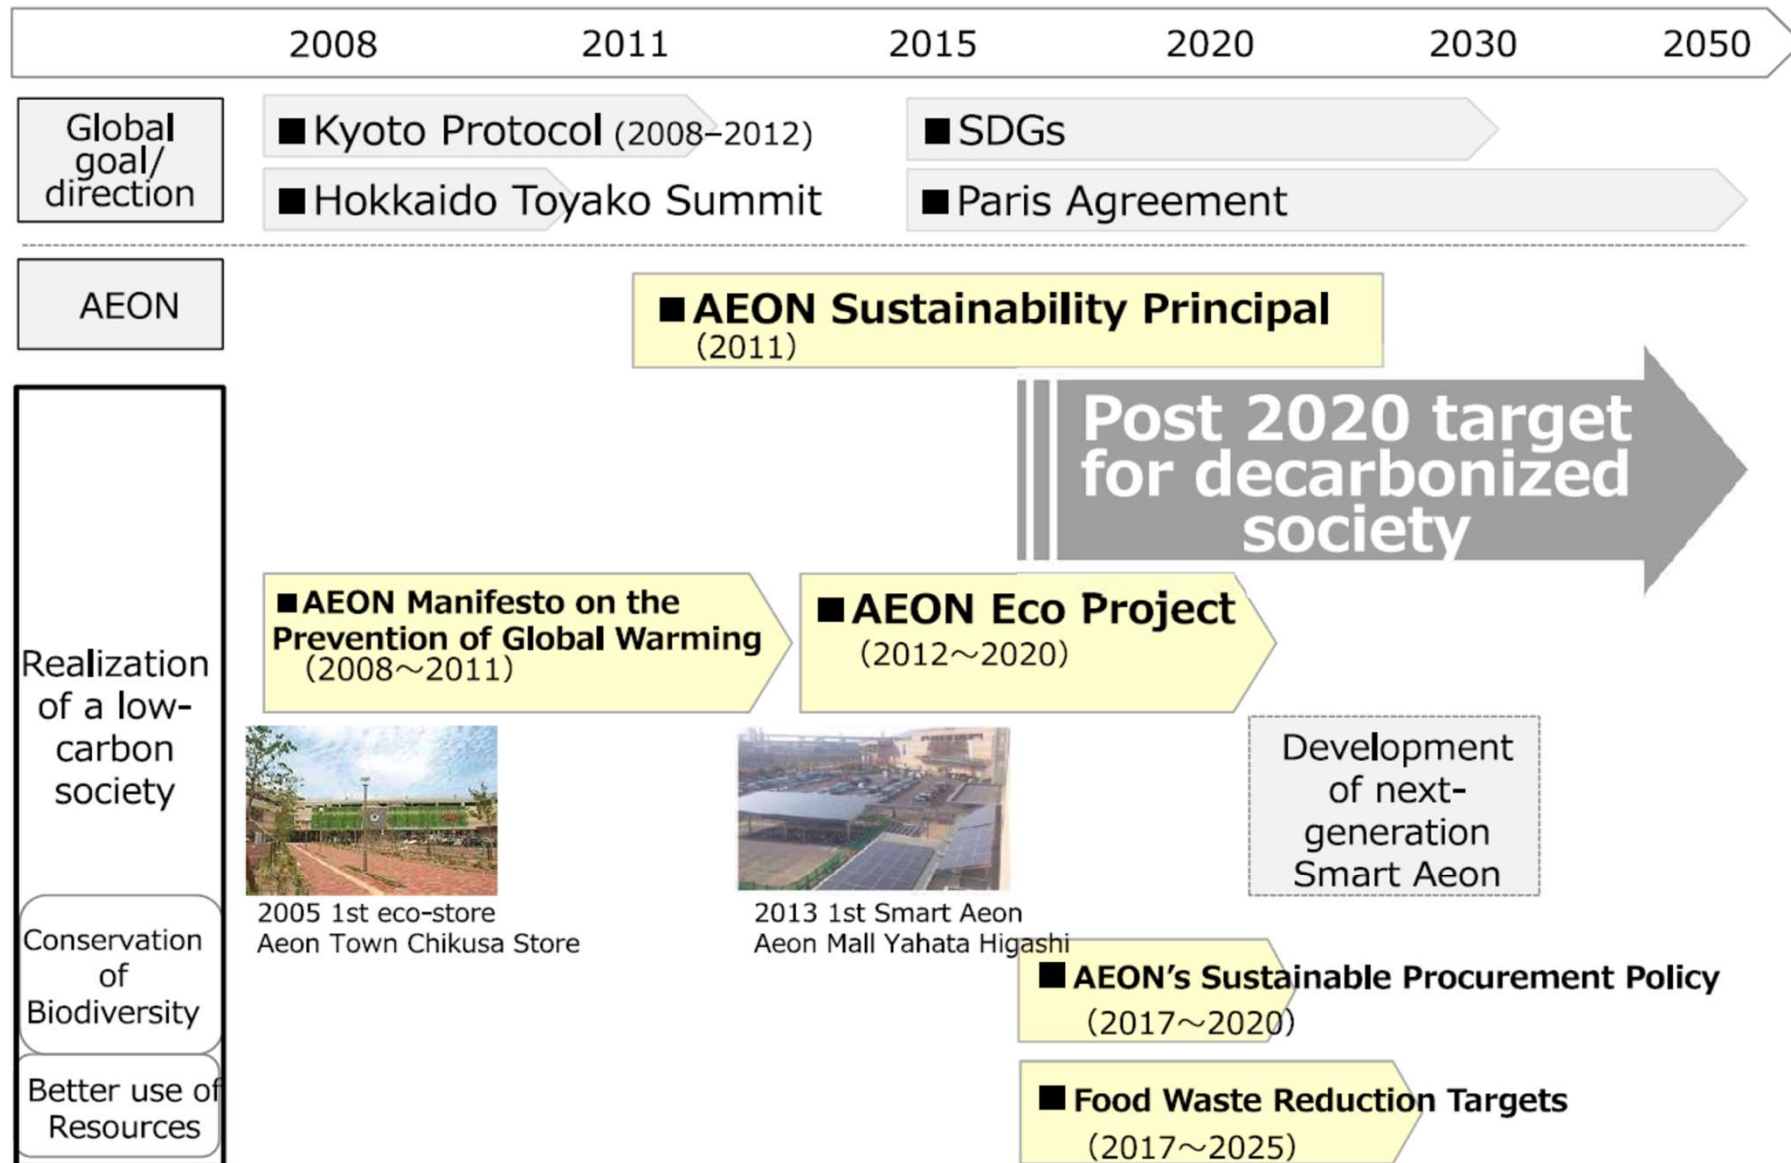 2008 2011 2015 2020 2030 2050
Global
goal/
direction
■Kyoto Protocol (2008–2012)
■SDGs
■Hokkaido Toyako Summit
■Paris Agreement
AEON
■AEON Sustainability Principal
(2011)
Post 2020 target
for decarbonized
society
Realization
of a low-
carbon
society
■AEON Manifesto on the
Prevention of Global Warming
(2008～2011)
■AEON Eco Project
(2012～2020)
2005 1st eco-store
Aeon Town Chikusa Store
2013 1st Smart Aeon
Aeon Mall Yahata Higashi
Development
of next-
generation
Smart Aeon
Conservation
of
Biodiversity
■AEON's Sustainable Procurement Policy
(2017～2020)
Better use of
Resources
■Food Waste Reduction Targets
(2017～2025)